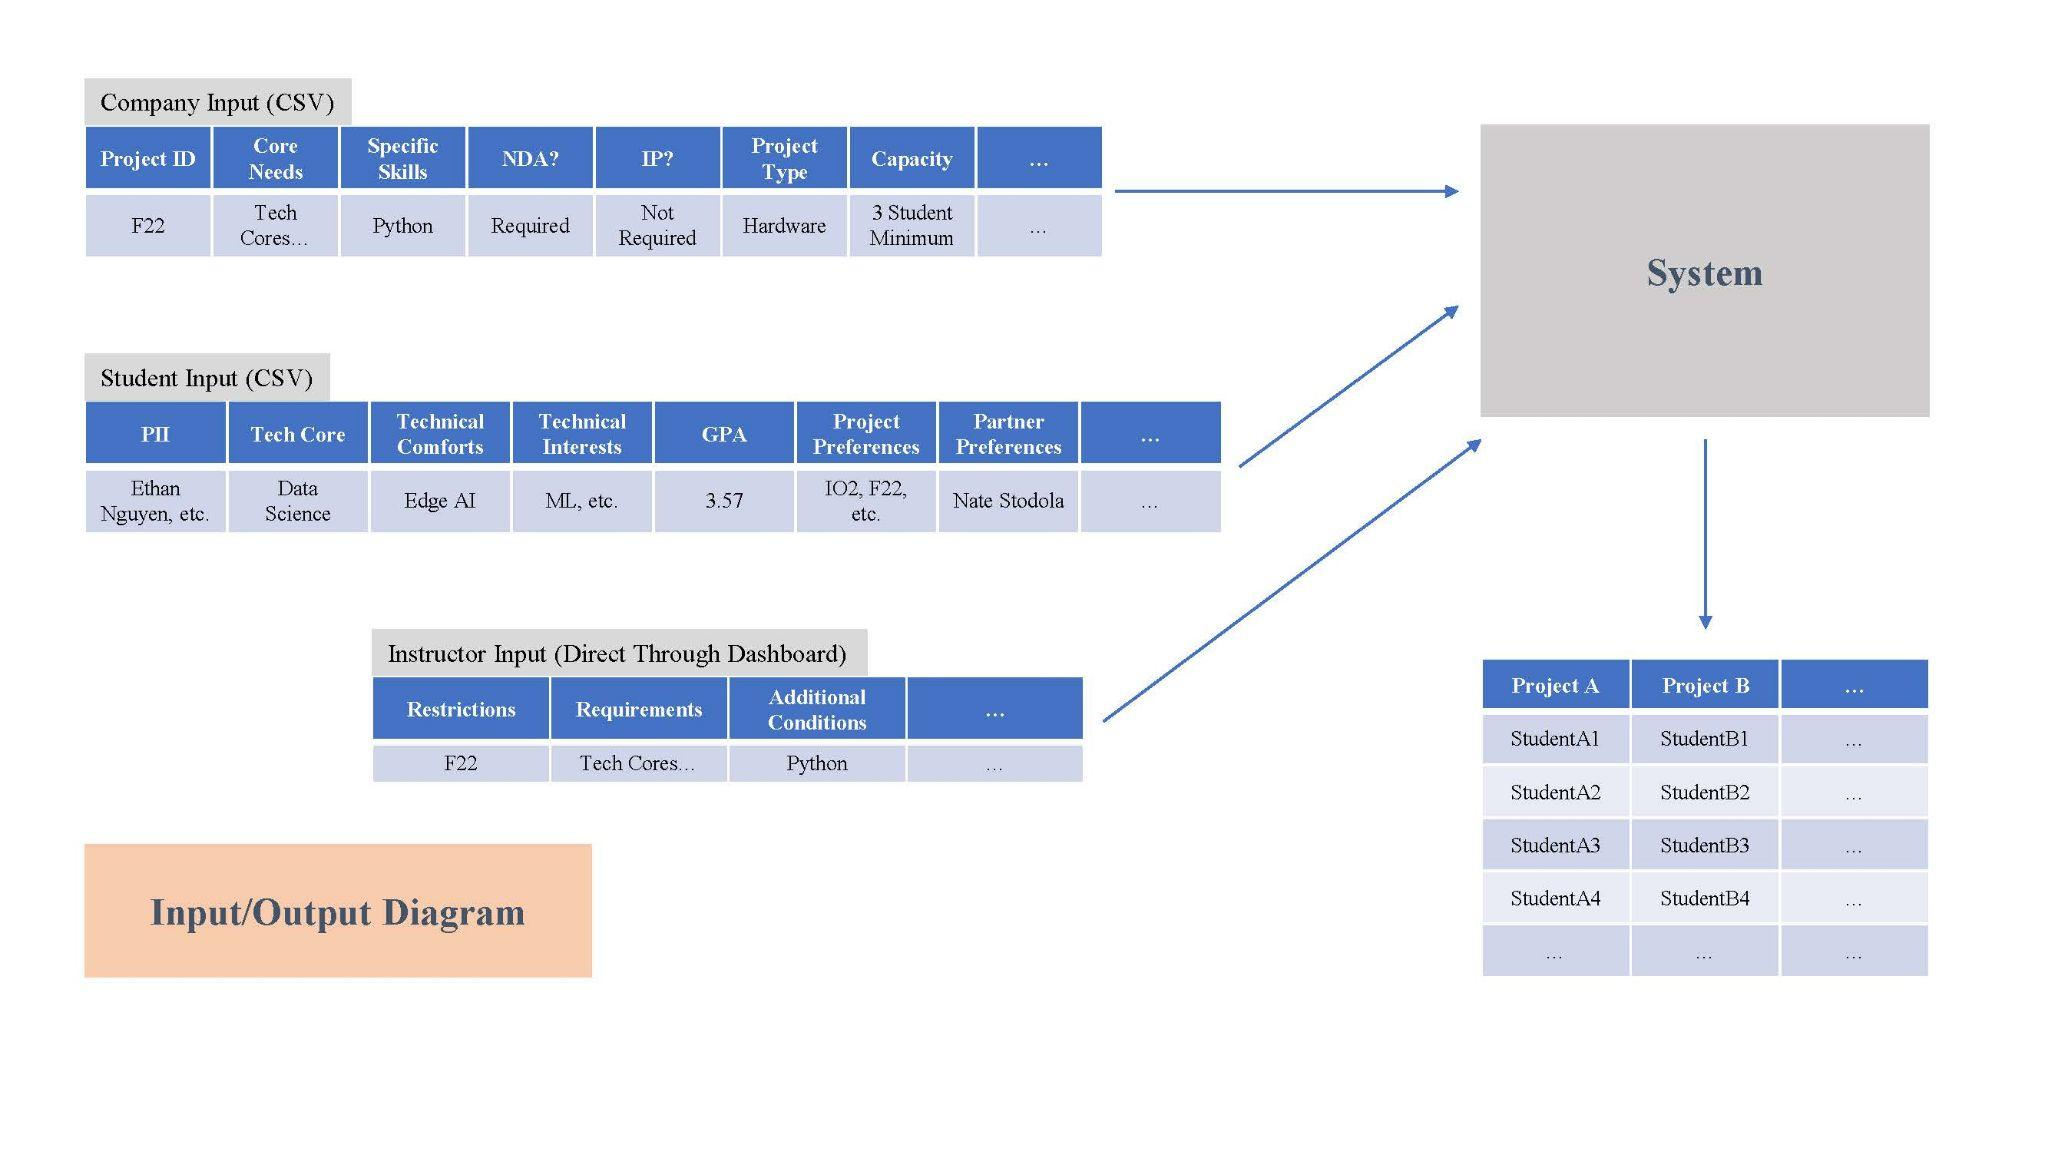 Company Input (CSV)
Project ID
Core
Needs
Specific
Skills
NDA?
IP?
Project
Type
Capacity
...
F22
Tech
Cores...
Python
Required
Not
Required
Hardware
3 Student
Minimum
...
System
Student Input (CSV)
PII
Tech Core
Technical
Comforts
Technical
Interests
GPA
Project
Preferences
Partner
Preferences
...
Ethan
Nguyen, etc.
Data
Science
Edge AI
ML, etc.
3.57
IO2, F22,
etc.
Nate Stodola
...
Instructor Input (Direct Through Dashboard)
Restrictions
Requirements
Additional
Conditions
...
F22
Tech Cores...
Python
...
Project A
Project B
...
StudentA1
StudentB1
...
StudentA2
StudentB2
...
StudentA3
StudentB3
...
StudentA4
StudentB4
...
...
...
...
Input/Output Diagram